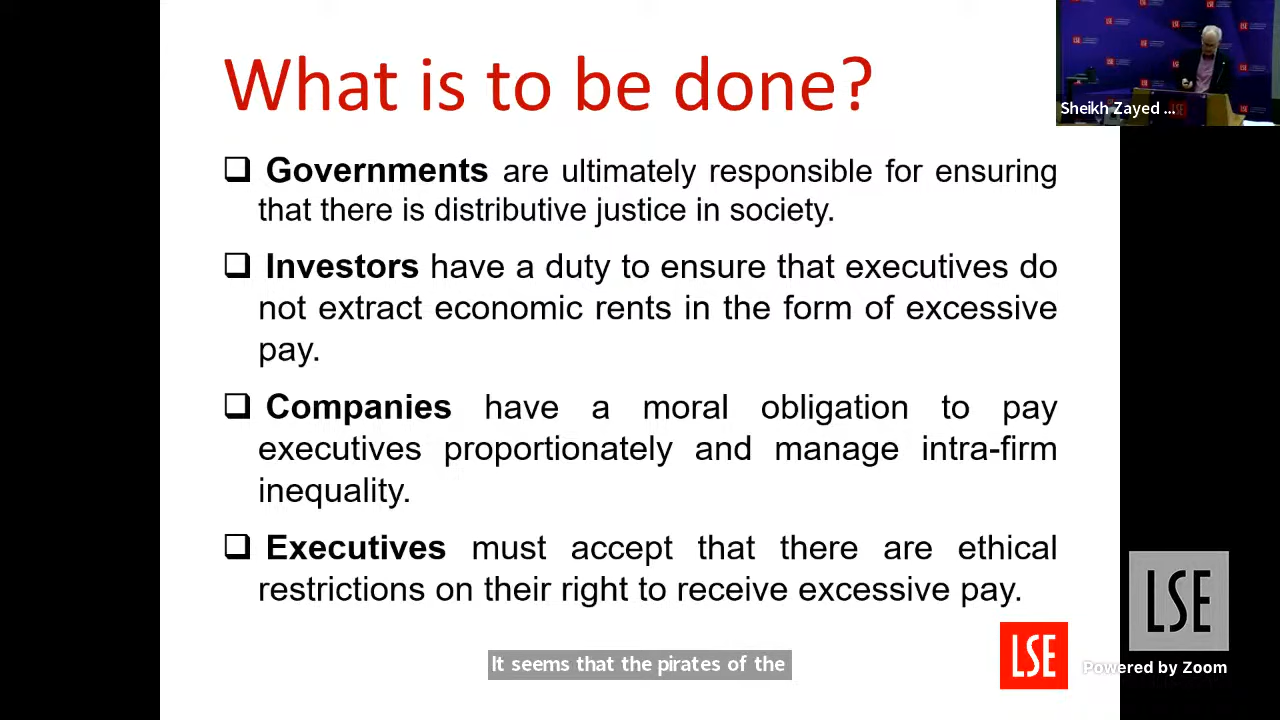 What is to be done?
Sheikh Zayed ...
Governments are ultimately responsible for ensuring
that there is distributive justice in society.
Investors have a duty to ensure that executives do
not extract economic rents in the form of excessive
pay.
Companies have a moral obligation to pay
executives proportionately and manage intra-firm
inequality.
Executives must accept that there are ethical
restrictions on their right to receive excessive pay.
It seems that the pirates of the
LSE
LSE
Powered by Zoom